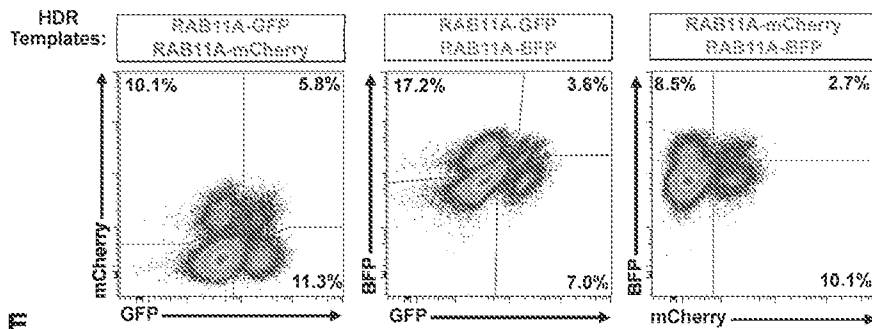 HDR
Templates:
RAB11A-GFP
RAB11A-mCherry
RAB11A-GFP
RAB11A-BFP
RAB11A-mCherry
RAB11A-BFP
10.1% 5.8%
17.2% 3.6%
8.5% 2.7%
mCherry
BFP
BFP
11.3%
7.0%
10.1%
E
GFP
GFP
mCherry